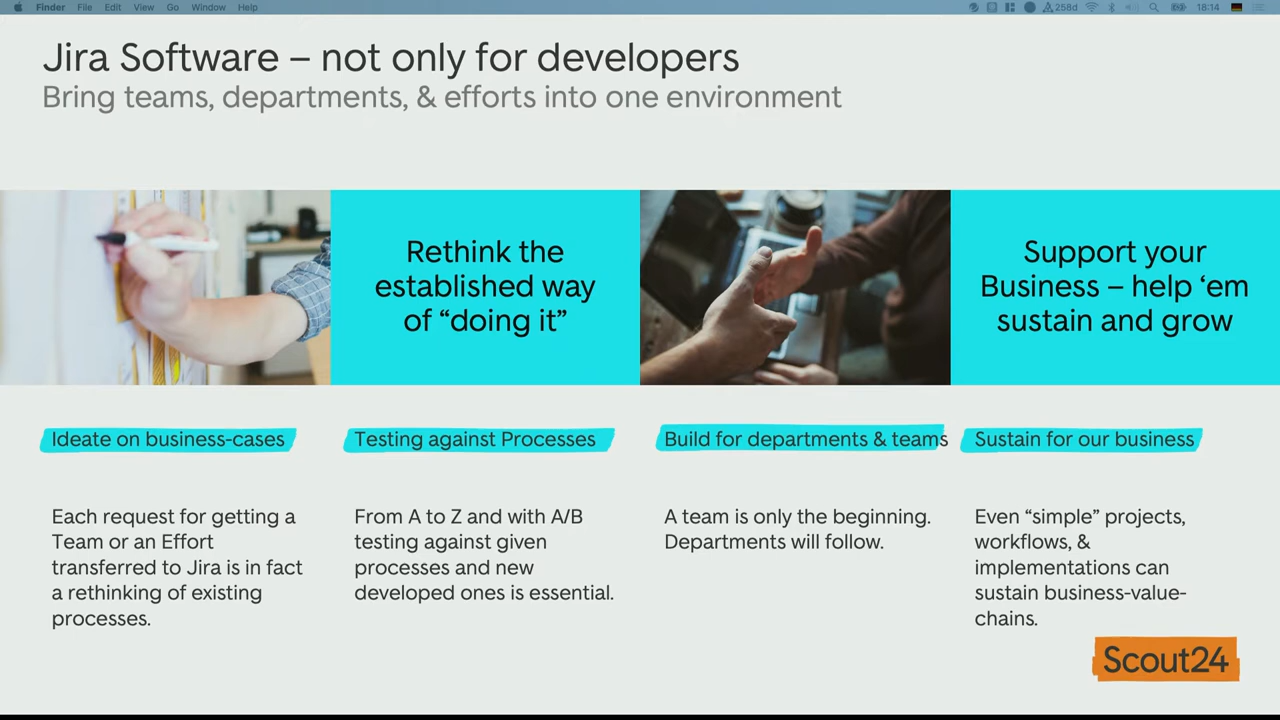 Finder File Edit View Go Window Help 258d 18:14
Jira Software – not only for developers
Bring teams, departments, & efforts into one environment
Rethink the
established way
of “doing it”
Support your
Business – help ‘em
sustain and grow
Ideate on business-cases
Each request for getting a
Team or an Effort
transferred to Jira is in fact
a rethinking of existing
processes.
Testing against Processes
From A to Z and with A/B
testing against given
processes and new
developed ones is essential.
Build for departments & teams
A team is only the beginning.
Departments will follow.
Sustain for our business
Even “simple” projects,
workflows, &
implementations can
sustain business-value-
chains.
Scout24